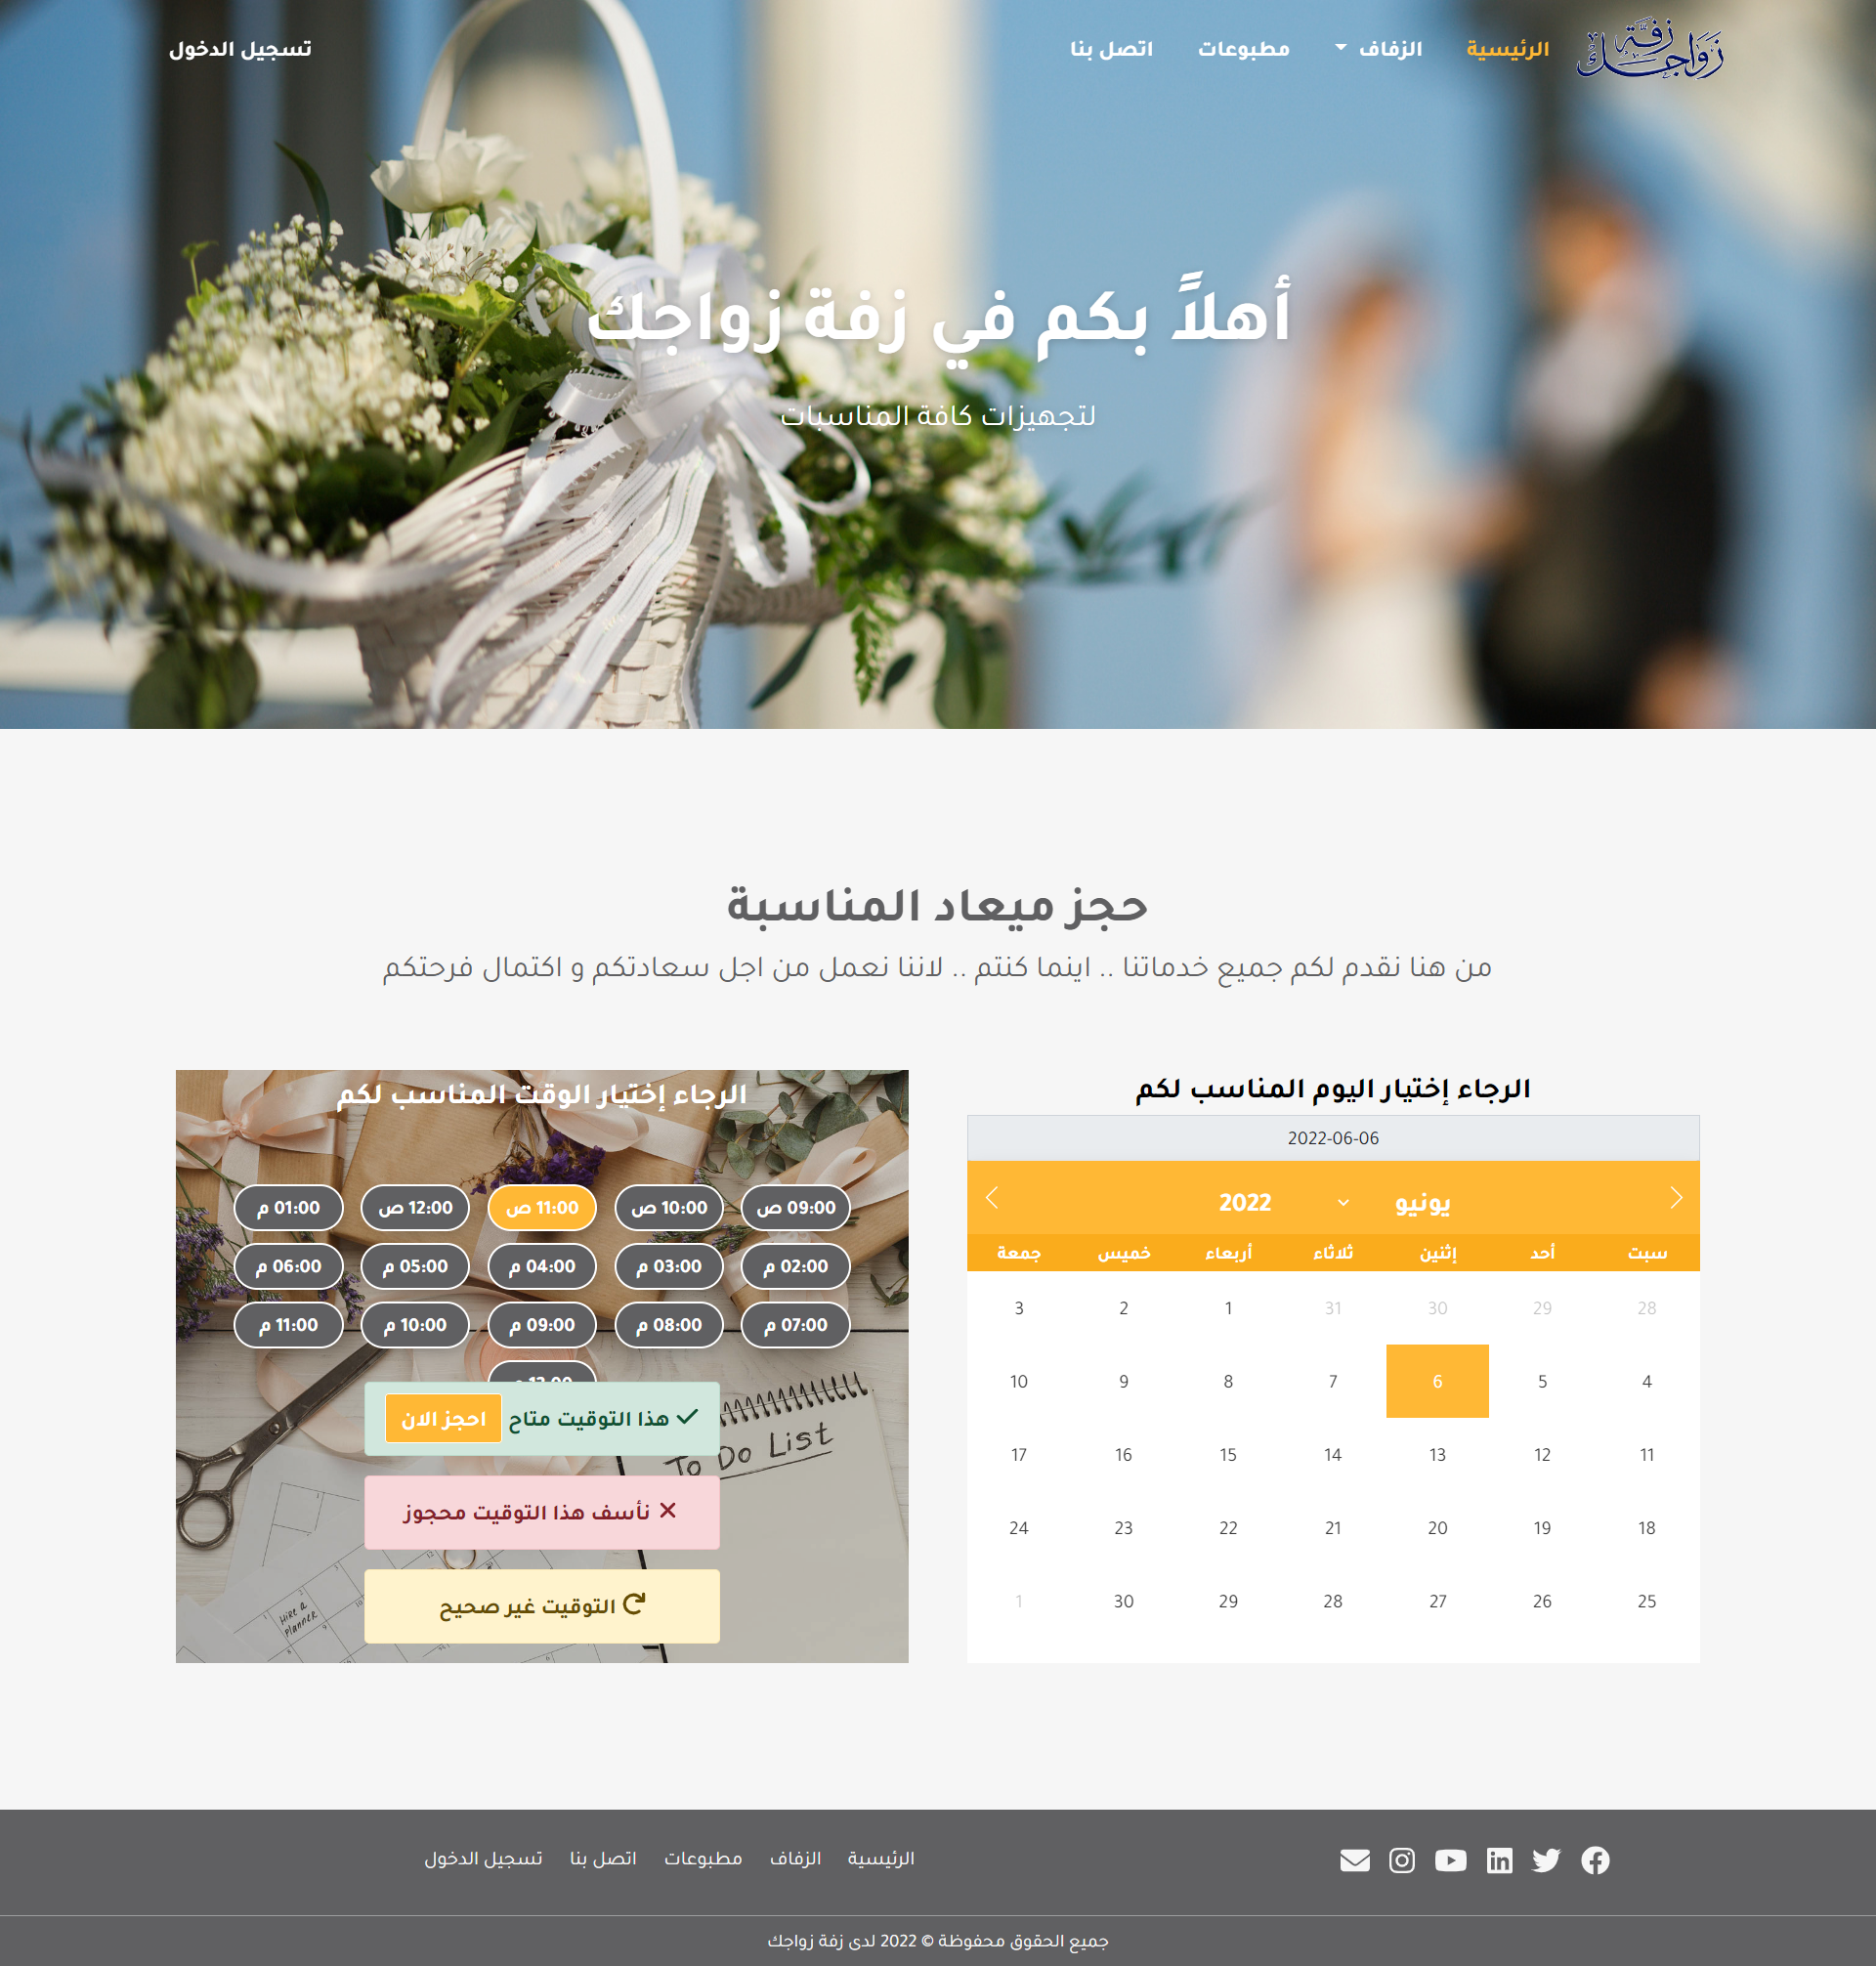 زفة زواجك
الرئيسية الزفاف مطبوعات اتصل بنا تسجيل الدخول
أهلاً بكم في زفة زواجك
لتجهيزات كافة المناسبات
حجز ميعاد المناسبة
من هنا نقدم لكم جميع خدماتنا .. اينما كنتم .. لاننا نعمل من اجل سعادتكم و اكتمال فرحتكم
الرجاء إختيار اليوم المناسب لكم
2022-06-06
يونيو 2022
سبت أحد إثنين ثلاثاء أربعاء خميس جمعة
28 29 30 31 1 2 3
4 5 6 7 8 9 10
11 12 13 14 15 16 17
18 19 20 21 22 23 24
25 26 27 28 29 30 1
الرجاء إختيار الوقت المناسب لكم
09:00 ص 10:00 ص 11:00 ص 12:00 ص 01:00 م
02:00 م 03:00 م 04:00 م 05:00 م 06:00 م
07:00 م 08:00 م 09:00 م 10:00 م 11:00 م
هذا التوقيت متاح احجز الان
To Do List
نأسف هذا التوقيت محجوز
التوقيت غير صحيح
Hire a
planner
الرئيسية الزفاف مطبوعات اتصل بنا تسجيل الدخول
جميع الحقوق محفوظة © 2022 لدى زفة زواجك